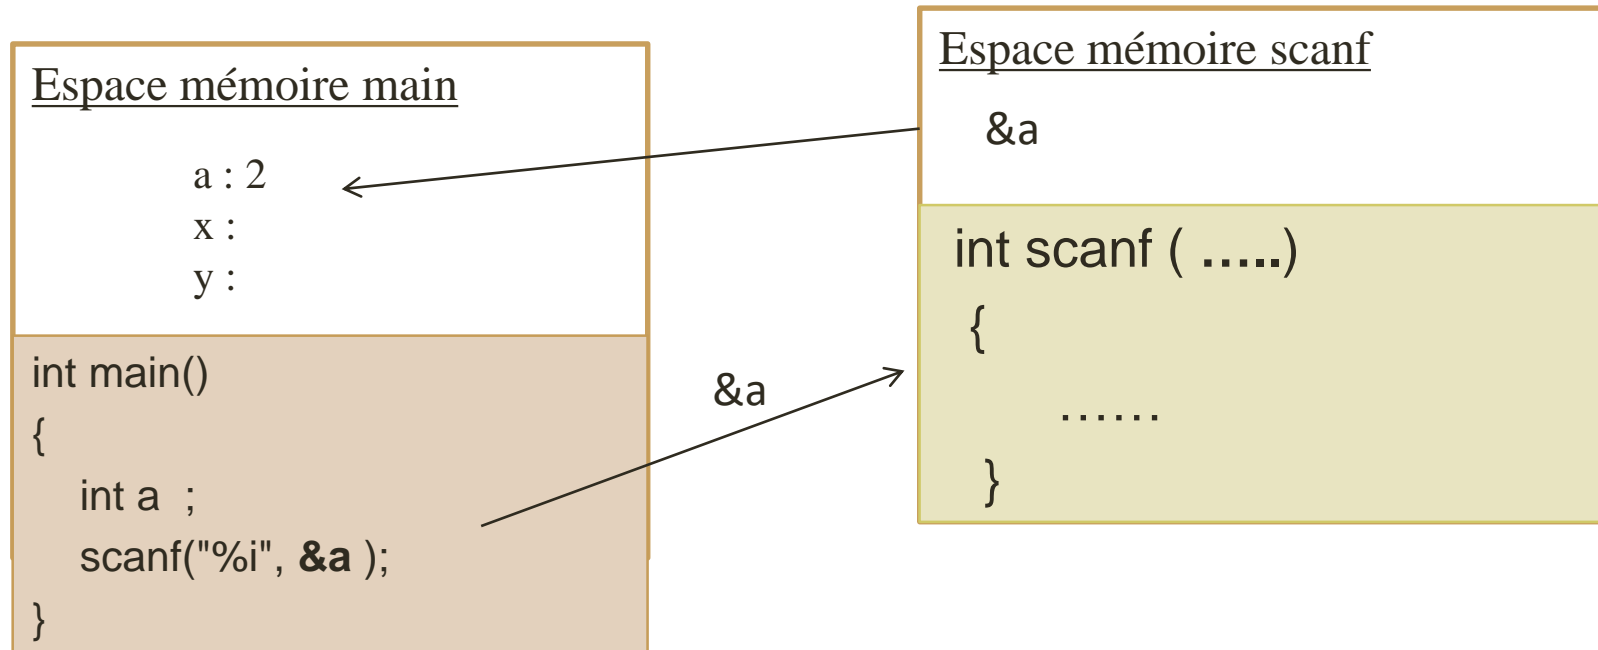 Espace mémoire main
a : 2
x :
y :
int main()
{
int a ;
scanf("%i", &a );
}
&a
Espace mémoire scanf
&a
int scanf ( …..)
{
……
}